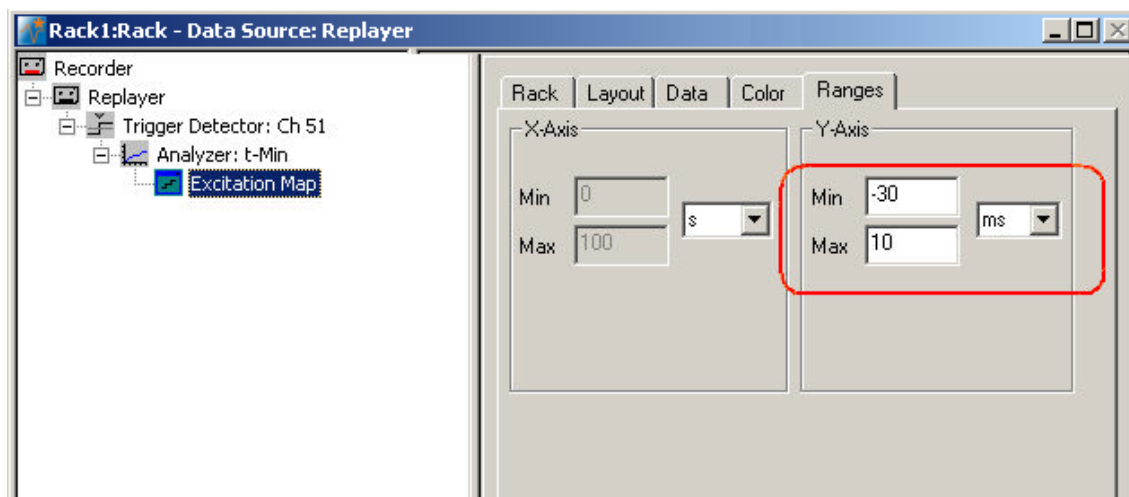 Rack1:Rack - Data Source: Replayer
Recorder
Replayer
Trigger Detector: Ch 51
Analyzer: t-Min
Excitation Map
Rack Layout Data Color Ranges
X-Axis
Min 0
s
Max 100
Y-Axis
Min -30
ms
Max 10